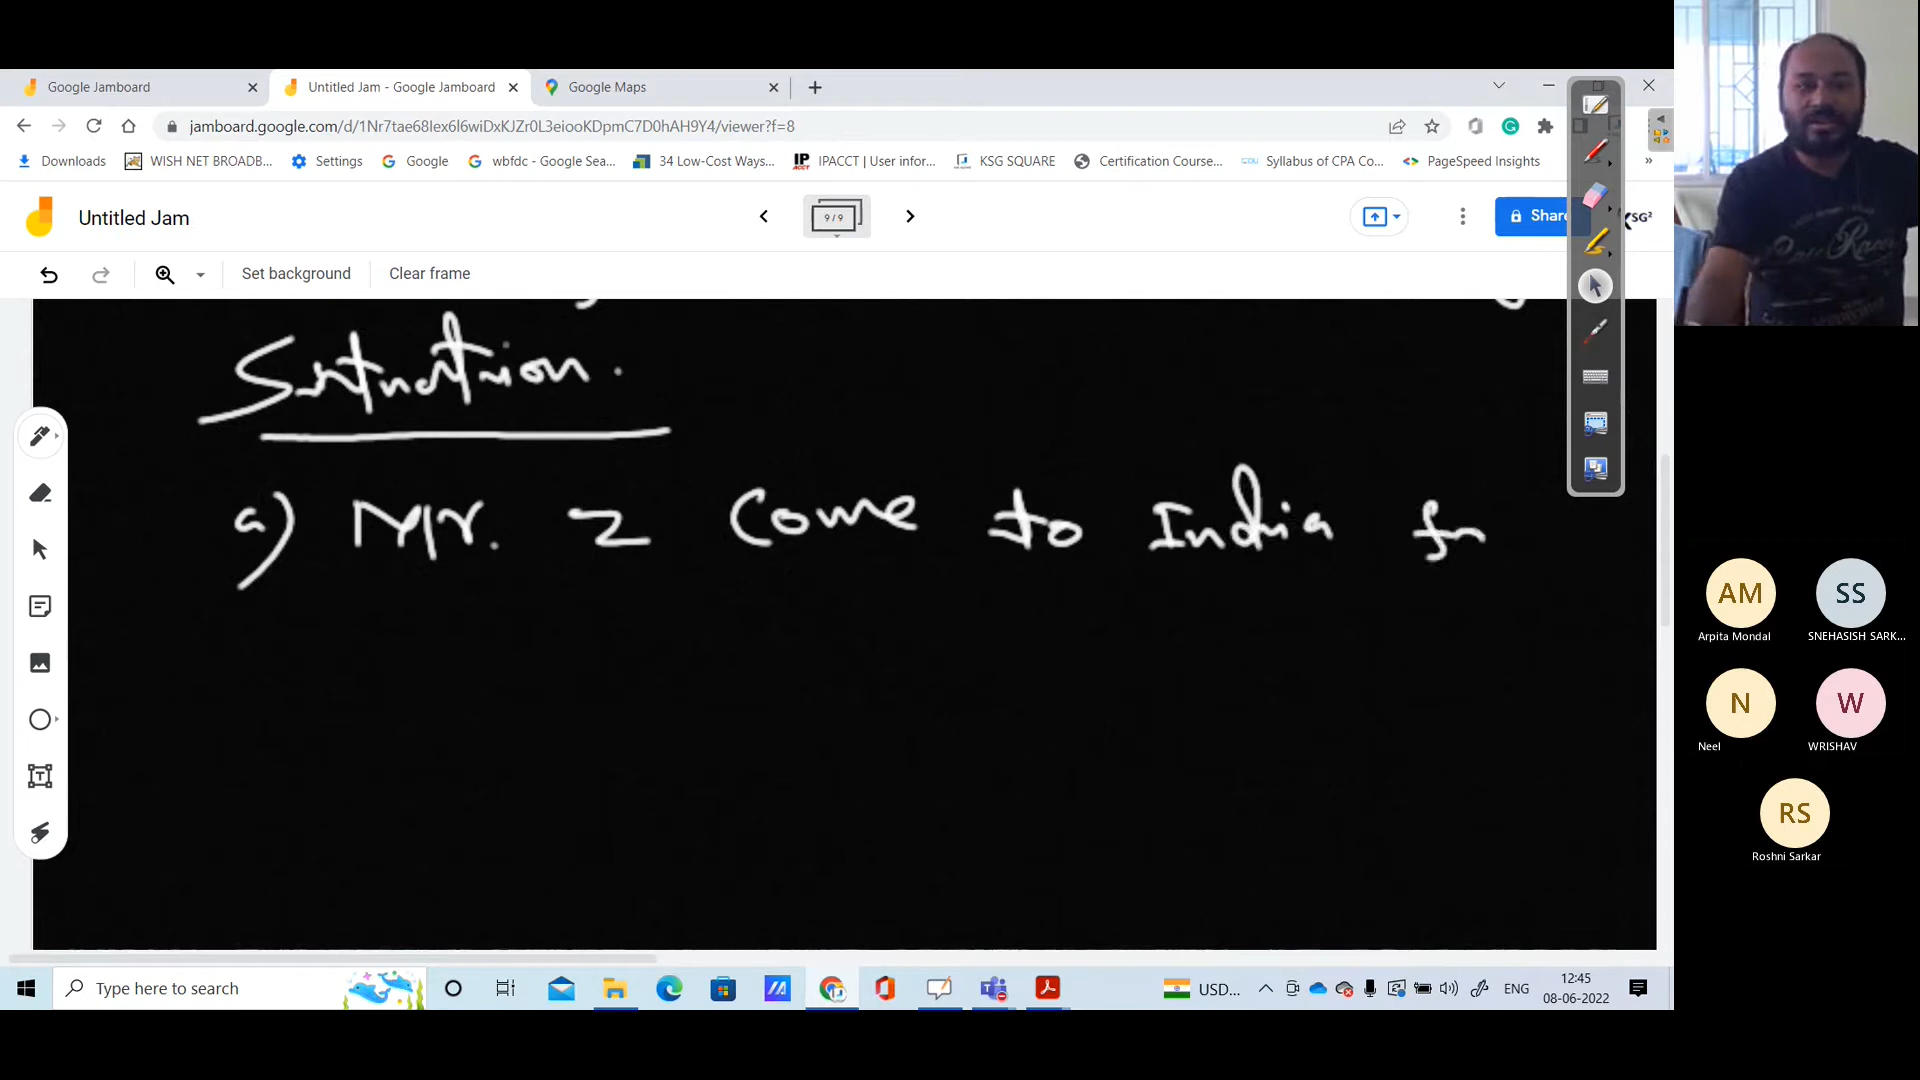 Google Jamboard
Untitled Jam - Google Jamboard
Google Maps
jamboard.google.com/d/1Nr7tae68Iex6l6wiDxKJZr0L3eiooKDpmC7D0hAH9Y4/viewer?f=8
Downloads
WISH NET BROADB...
Settings
Google
wbfdc - Google Sea...
34 Low-Cost Ways...
IPACCT | User infor...
KSG SQUARE
Certification Course...
Syllabus of CPA Co...
PageSpeed Insights
»
Untitled Jam
9 / 9
Share
KSG²
Set background
Clear frame
Situation.
a) Mr. Z Come to India
AM
Arpita Mondal
SS
SNEHASISH SARK...
N
Neel
W
WRISHAV
RS
Roshni Sarkar
Type here to search
USD...
ENG
12:45
08-06-2022